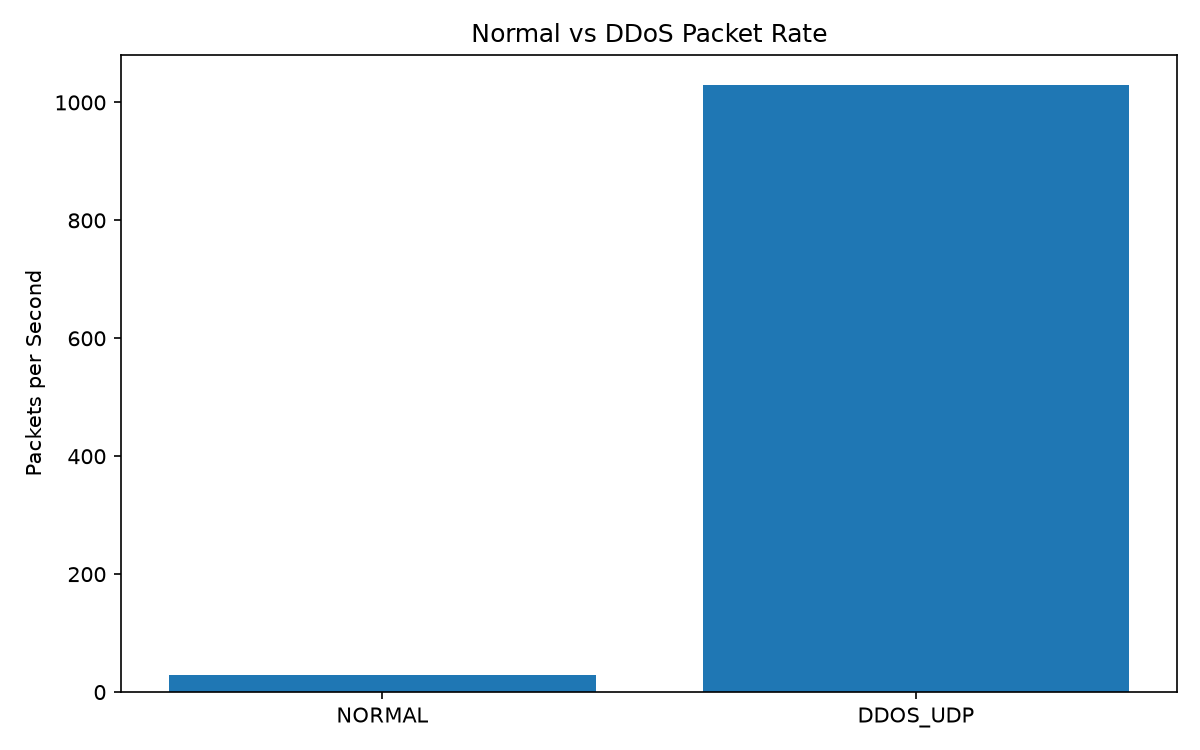 Normal vs DDoS Packet Rate
Packets per Second
1000
800
600
400
200
0
NORMAL
DDOS_UDP